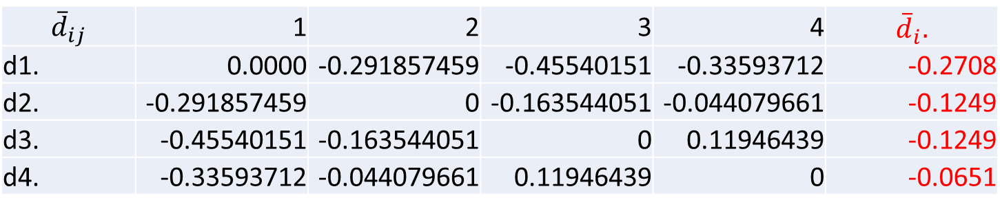 d̄ij 1 2 3 4 d̄i.
d1. 0.0000 -0.291857459 -0.45540151 -0.33593712 -0.2708
d2. -0.291857459 0 -0.163544051 -0.044079661 -0.1249
d3. -0.45540151 -0.163544051 0 0.11946439 -0.1249
d4. -0.33593712 -0.044079661 0.11946439 0 -0.0651